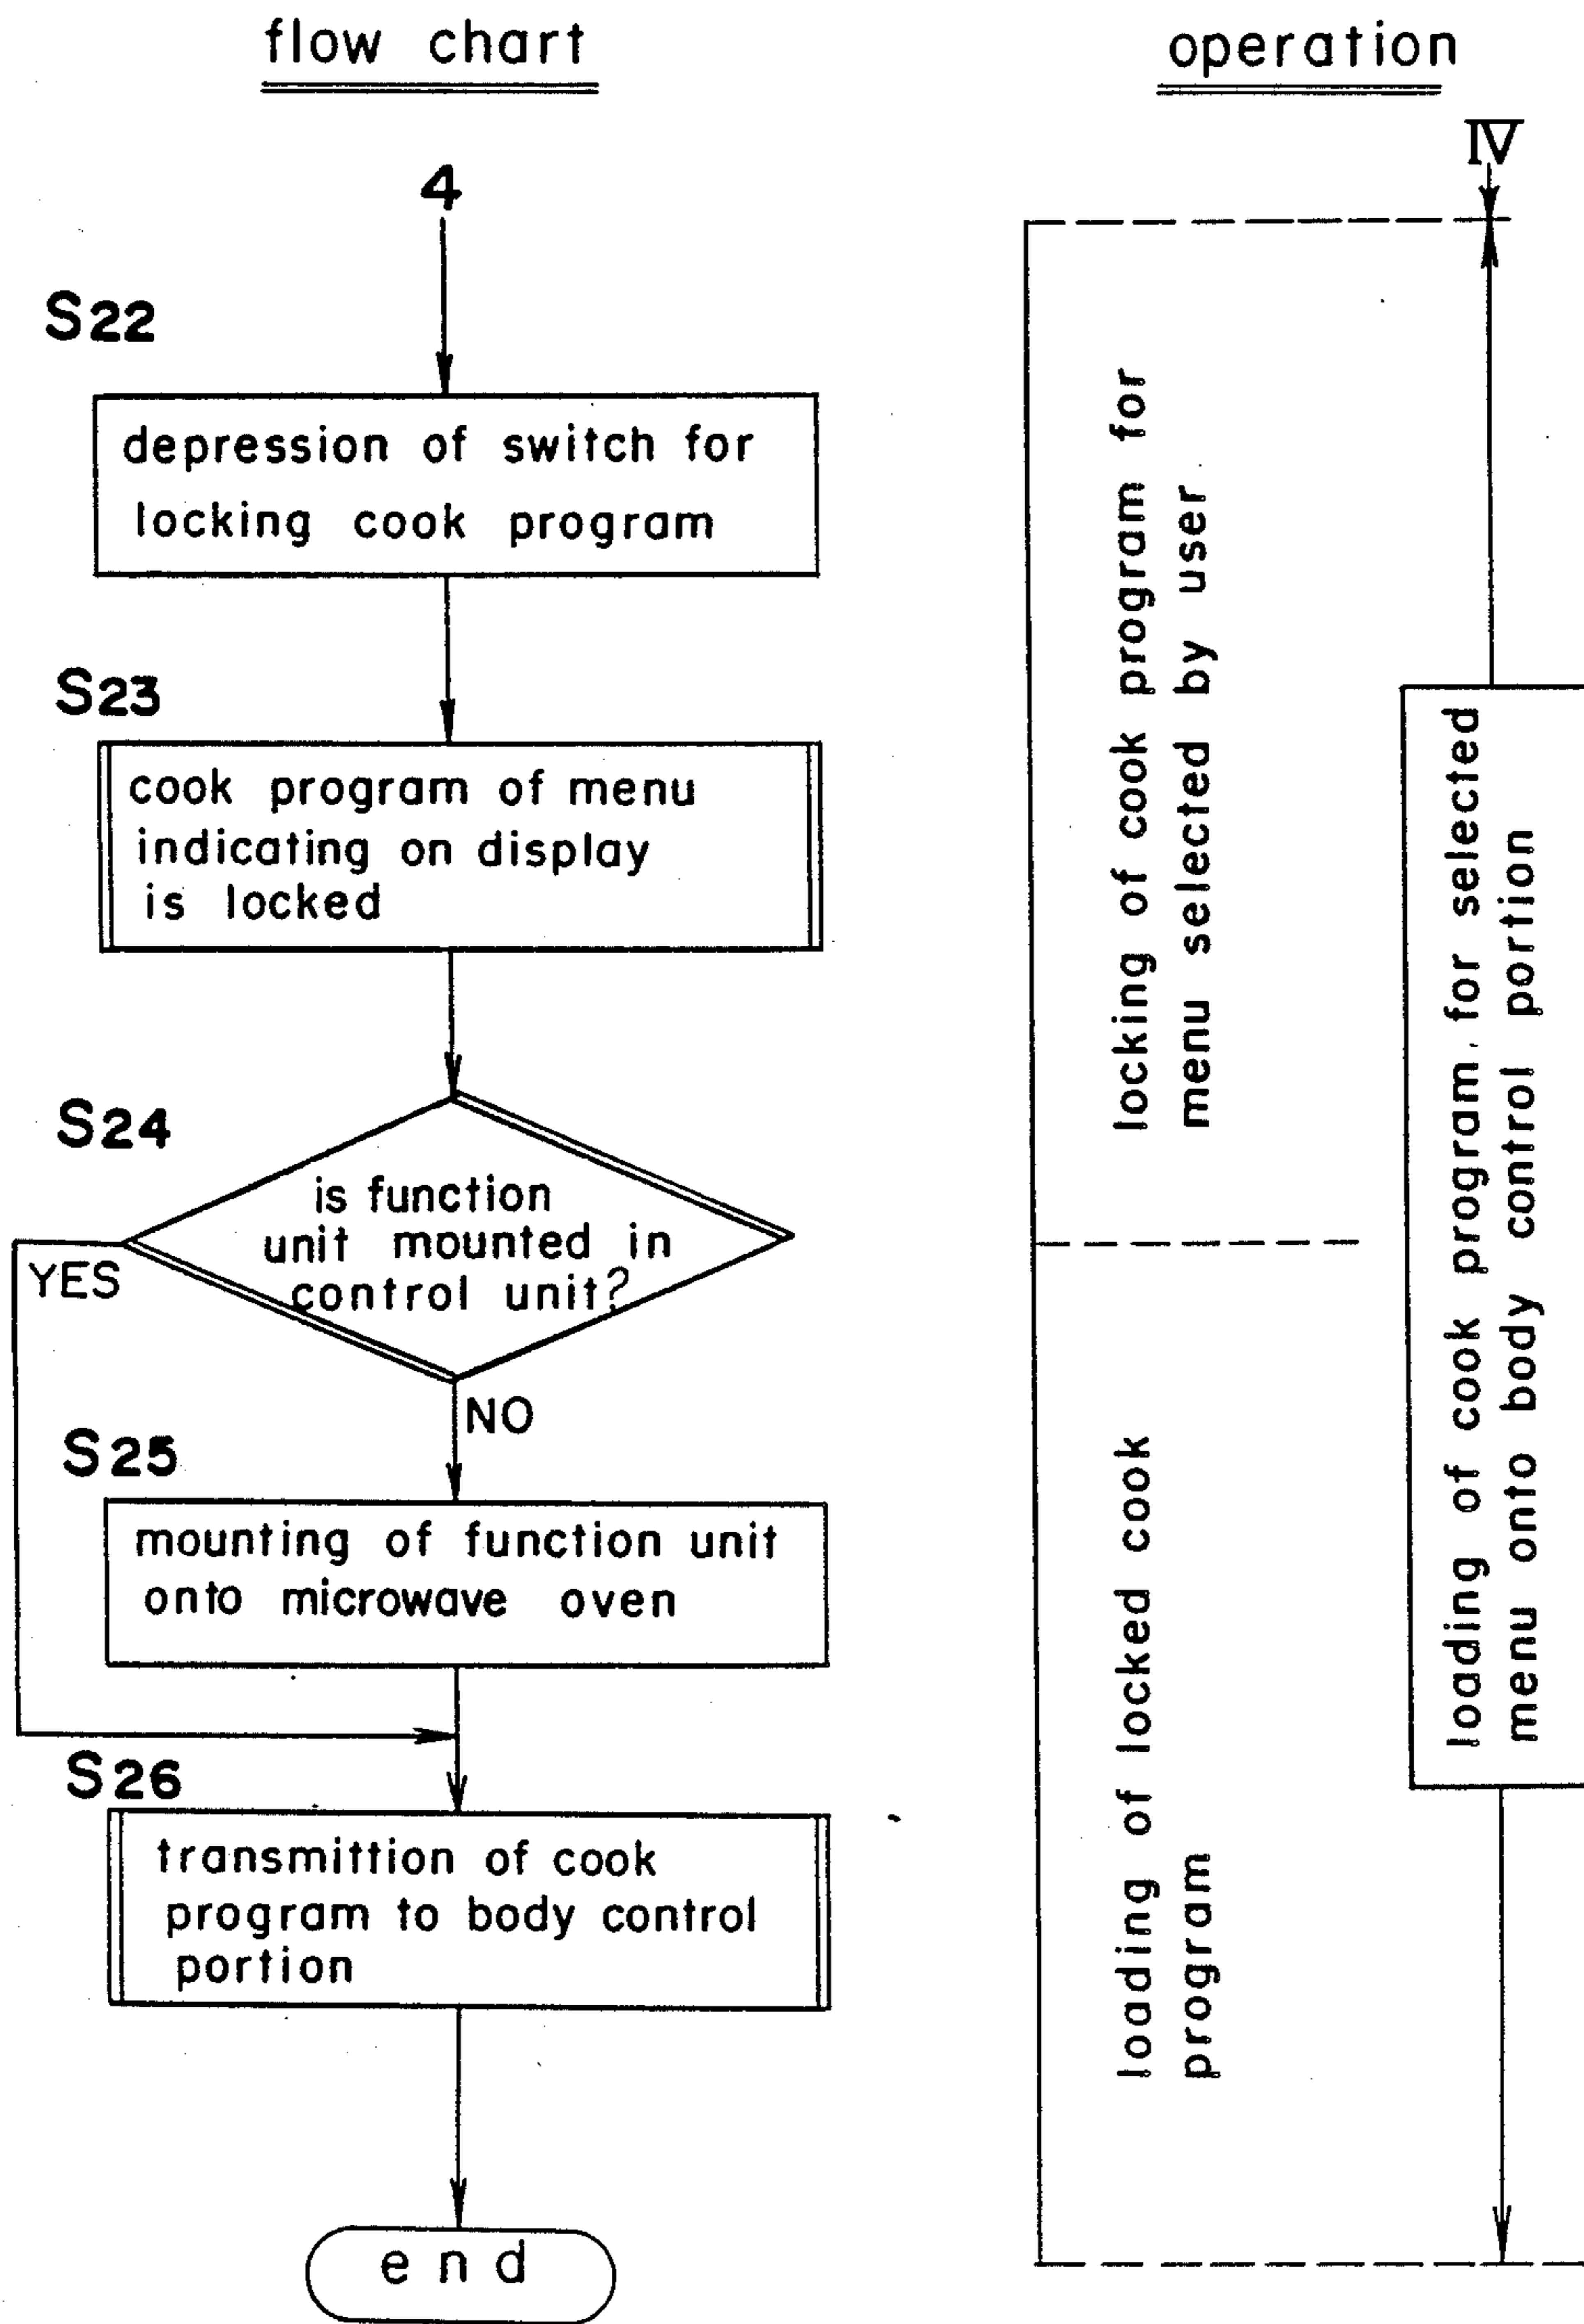 flow chart
operation
4
IV
S22
depression of switch for
locking cook program
S23
cook program of menu
indicating on display
is locked
S24
is function
unit mounted in
control unit?
YES
NO
S25
mounting of function unit
onto microwave oven
S26
transmittion of cook
program to body control
portion
end
locking of cook program for
menu selected by user
loading of locked cook
program
loading of cook program for selected
menu onto body control portion